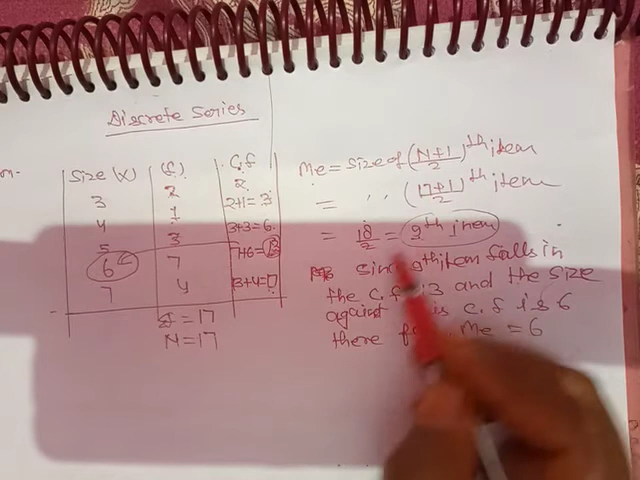 Discrete Series
Size (x) (f) C.f
3 2 2
4 1 2+1=3
5 3 3+3=6
6 7 7+6=13
7 4 13+4=17
=17
N=17
Me = Size of (N+1/2)th item
= ,, (17+1/2)th item
= 18/2 = 9th item
since 9th item falls in
the C.f 13 and the size
against this c.f is 6
there Me = 6